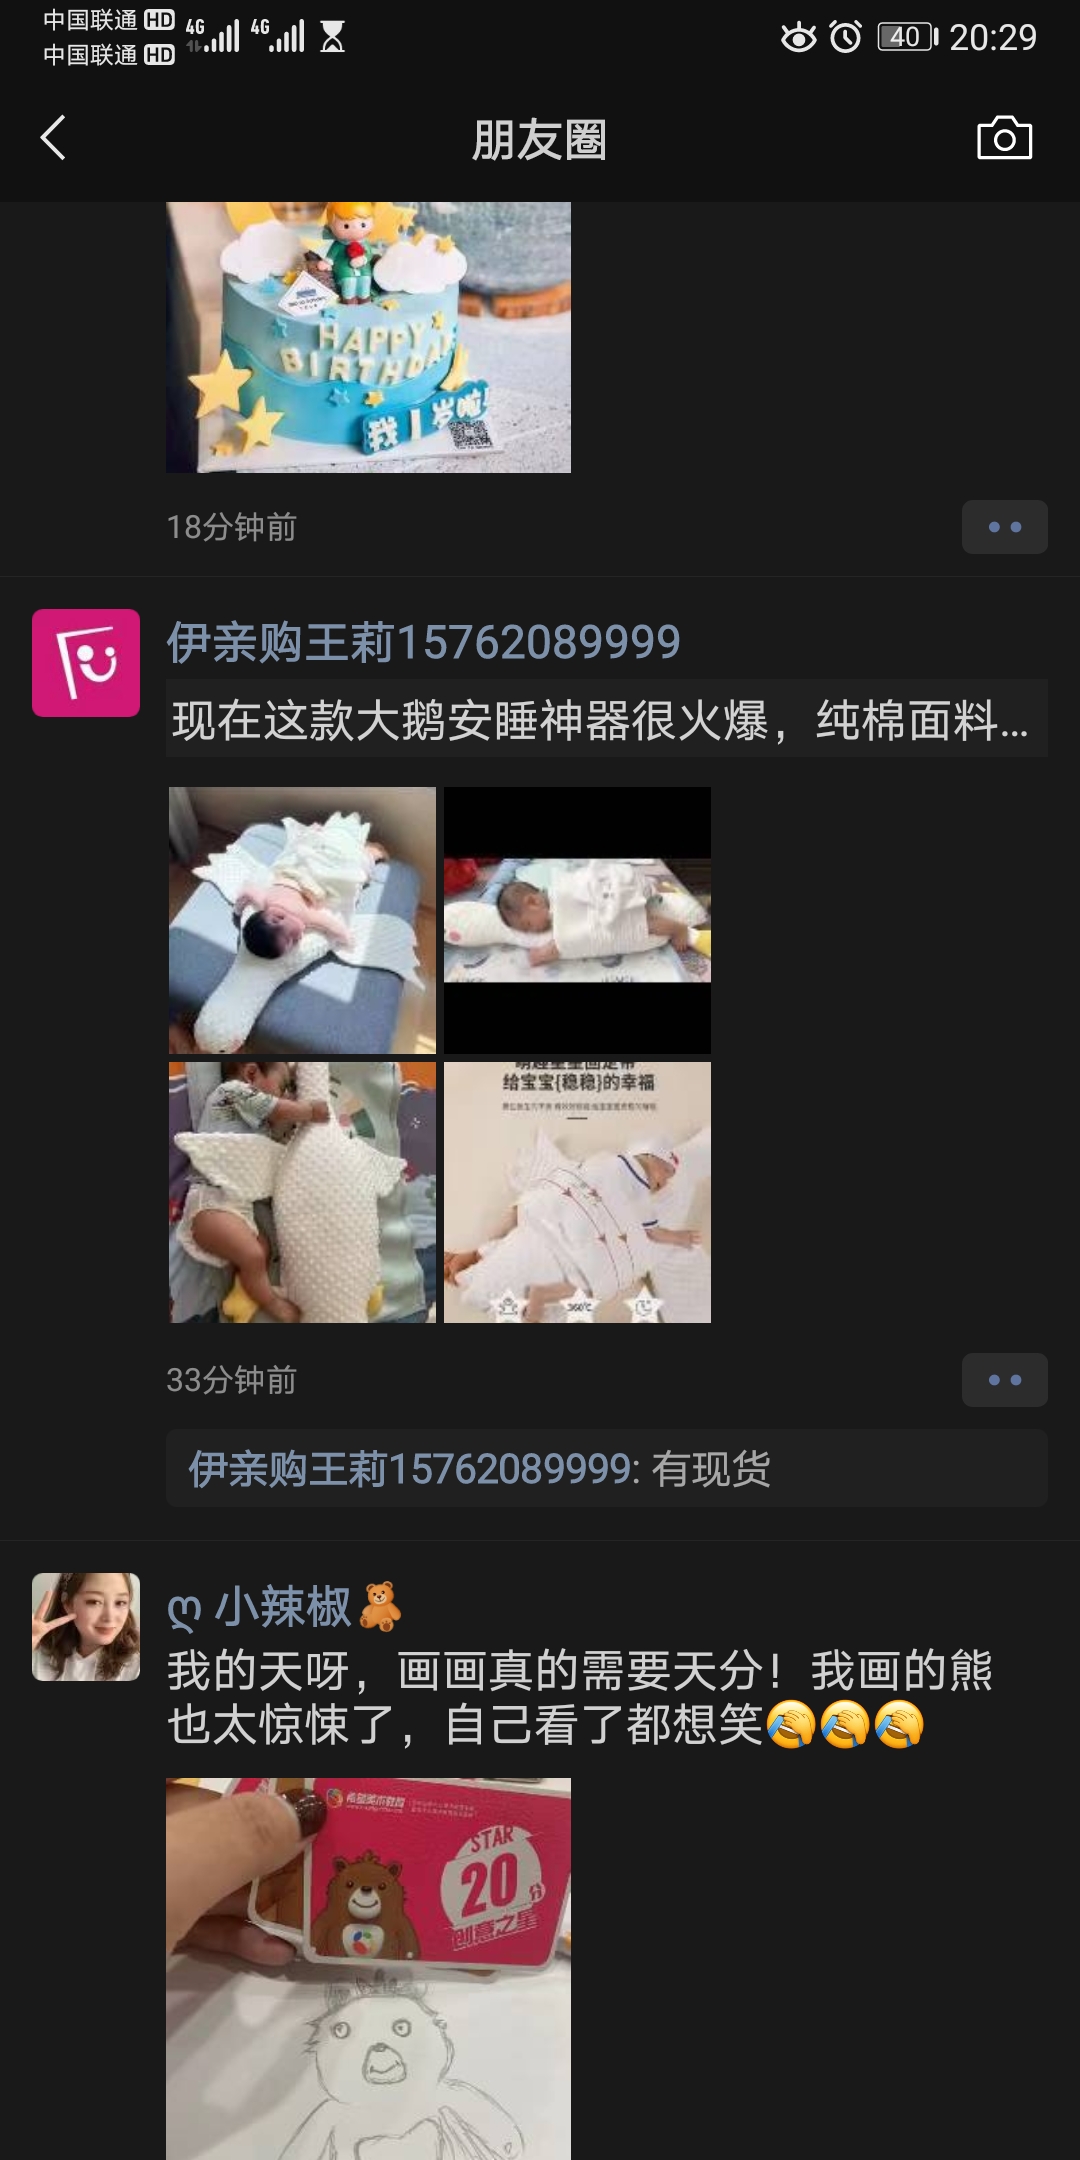 中国联通 HD 4G 4G 40 20:29
中国联通 HD
朋友圈
HAPPY
BIRTHDAY
我1岁啦!
18分钟前
伊亲购王莉15762089999
现在这款大鹅安睡神器很火爆，纯棉面料...
给宝宝{稳稳}的幸福
360℃
33分钟前
伊亲购王莉15762089999: 有现货
ღ 小辣椒🧸
我的天呀，画画真的需要天分！我画的熊
也太惊悚了，自己看了都想笑🤣🤣🤣
STAR
20分
创意之星